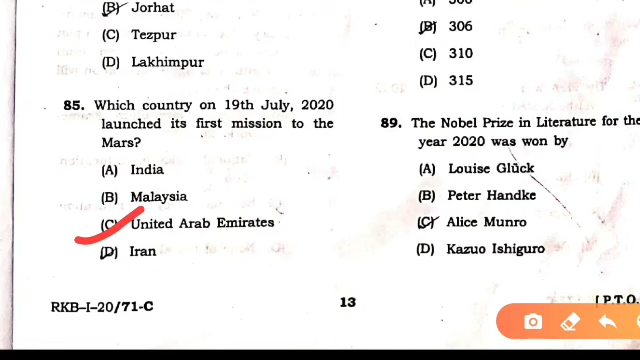 (B) Jorhat
(C) Tezpur
(D) Lakhimpur
85. Which country on 19th July, 2020
launched its first mission to the
Mars?
(A) India
(B) Malaysia
(C) United Arab Emirates
(D) Iran
RKB–I–20/71–C
13
(B) 306
(C) 310
(D) 315
89. The Nobel Prize in Literature for the
year 2020 was won by
(A) Louise Glück
(B) Peter Handke
(C) Alice Munro
(D) Kazuo Ishiguro
[ P.T.O.